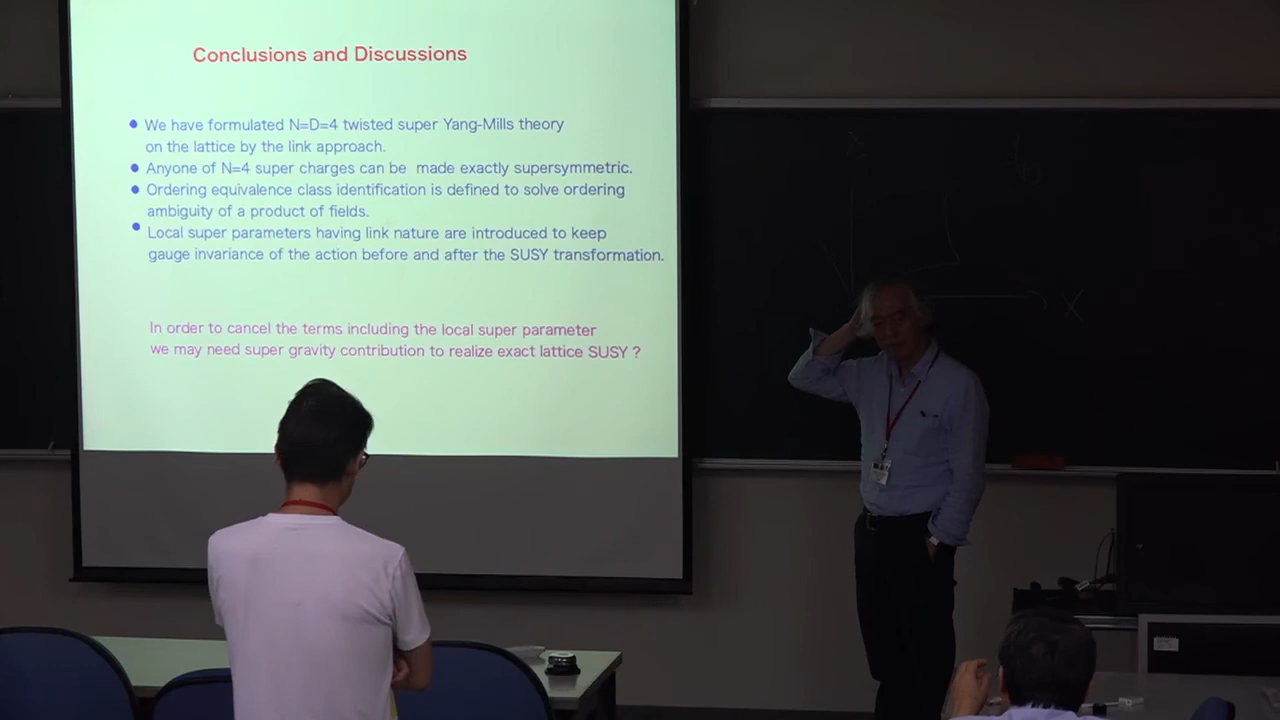 Conclusions and Discussions
We have formulated N=D=4 twisted super Yang-Mills theory
on the lattice by the link approach.
Anyone of N=4 super charges can be made exactly supersymmetric.
Ordering equivalence class identification is defined to solve ordering
ambiguity of a product of fields.
Local super parameters having link nature are introduced to keep
gauge invariance of the action before and after the SUSY transformation.
In order to cancel the terms including the local super parameter
we may need super gravity contribution to realize exact lattice SUSY ?
X